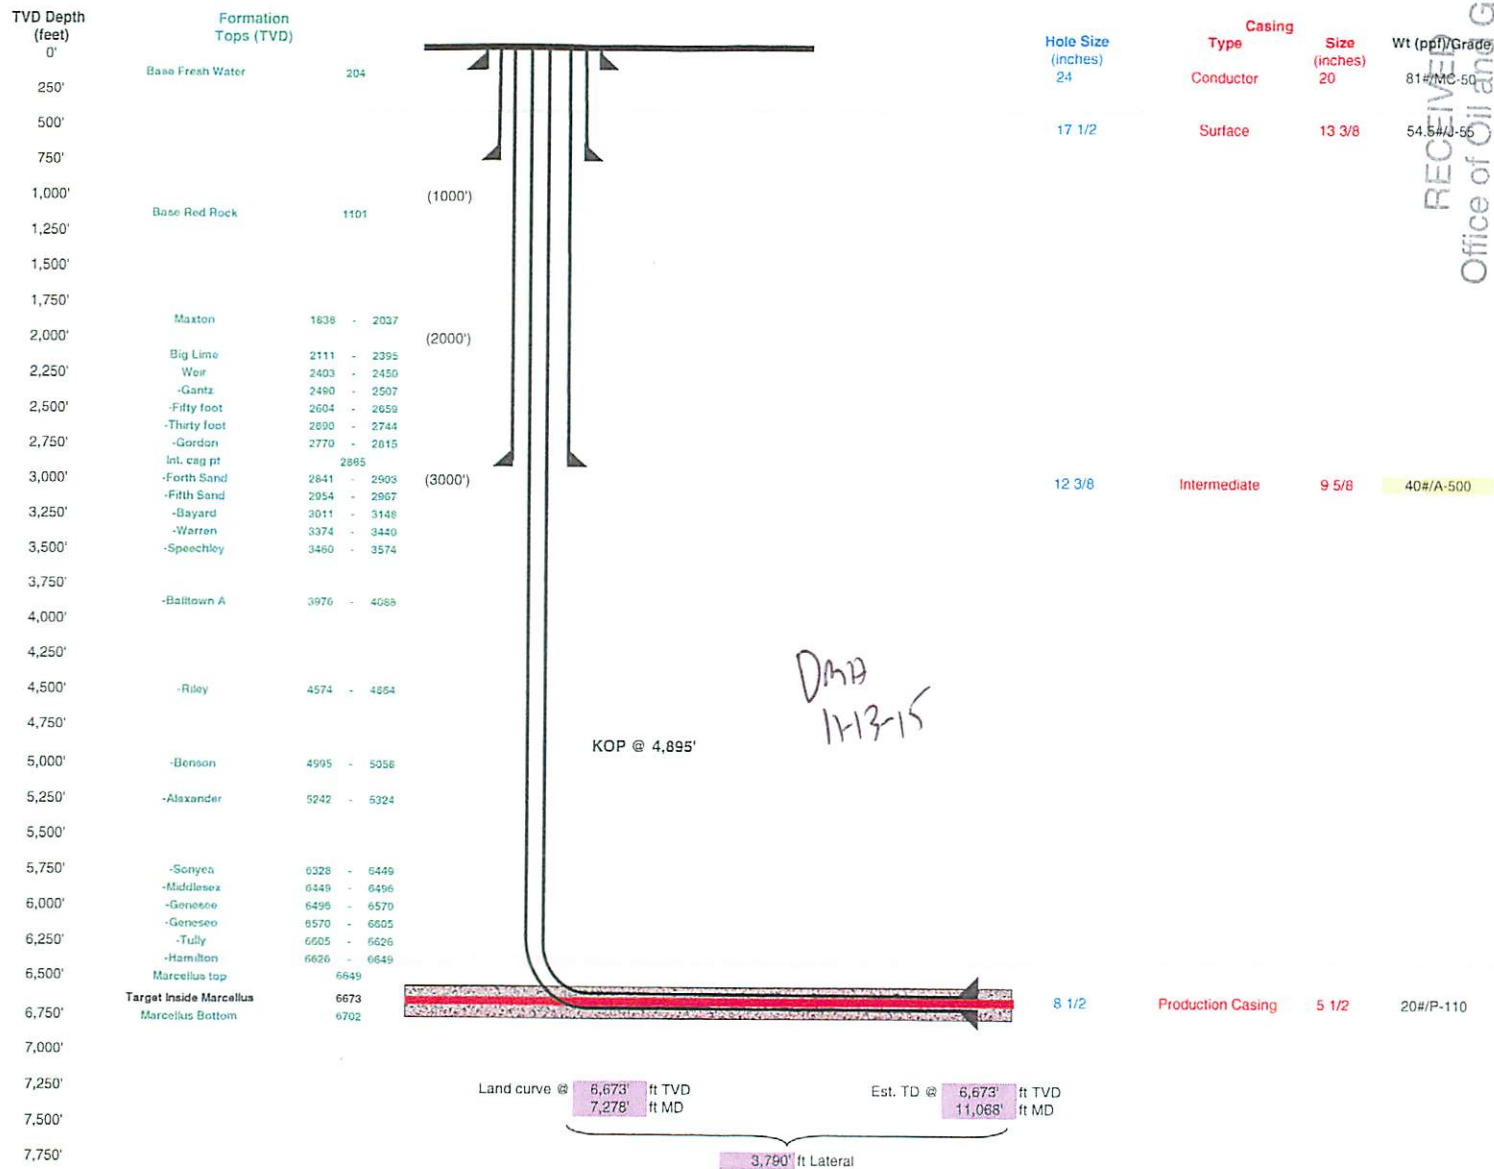 TVD Depth
(feet)
Formation
Tops (TVD)
0'
Base Fresh Water 204
250'
500'
750'
1,000'
Base Red Rock 1101
1,250'
1,500'
1,750'
Maxton 1838 - 2037
2,000'
Big Lime 2111 - 2395
2,250'
Weir 2403 - 2450
-Gantz 2490 - 2507
2,500'
-Fifty foot 2604 - 2659
-Thirty foot 2690 - 2744
2,750'
-Gordon 2770 - 2815
Int. csg pt 2865
3,000'
-Forth Sand 2841 - 2903
-Fifth Sand 2954 - 2967
3,250'
-Bayard 3011 - 3148
-Warren 3374 - 3440
3,500'
-Speechley 3460 - 3574
3,750'
-Balltown A 3976 - 4088
4,000'
4,250'
4,500'
-Riley 4574 - 4864
4,750'
5,000'
-Benson 4995 - 5056
5,250'
-Alexander 5242 - 5324
5,500'
5,750'
-Sonyea 6328 - 6449
-Middlesex 6449 - 6496
6,000'
-Genesee 6496 - 6570
-Geneseo 6570 - 6605
6,250'
-Tully 6605 - 6626
-Hamilton 6626 - 6649
6,500'
Marcellus top 6649
Target Inside Marcellus 6673
6,750'
Marcellus Bottom 6702
7,000'
7,250'
7,500'
7,750'
(1000')
(2000')
(3000')
KOP @ 4,895'
11-13-15
Land curve @ 6,673' ft TVD
7,278' ft MD
Est. TD @ 6,673' ft TVD
11,068' ft MD
3,790' ft Lateral
Casing
Hole Size
(inches)
Type
Size
(inches)
Wt (ppf)/Grade
24 Conductor 20 81#/MC-50
17 1/2 Surface 13 3/8 54.5#/J-55
12 3/8 Intermediate 9 5/8 40#/A-500
8 1/2 Production Casing 5 1/2 20#/P-110
RECEIVED
Office of Oil and G